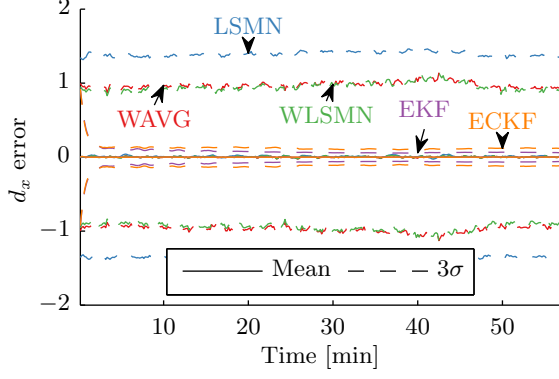 2
LSMN
1
WAVG
WLSMN
EKF
ECKF
0
d_x error
−1
Mean
3σ
−2
10
20
30
40
50
Time [min]